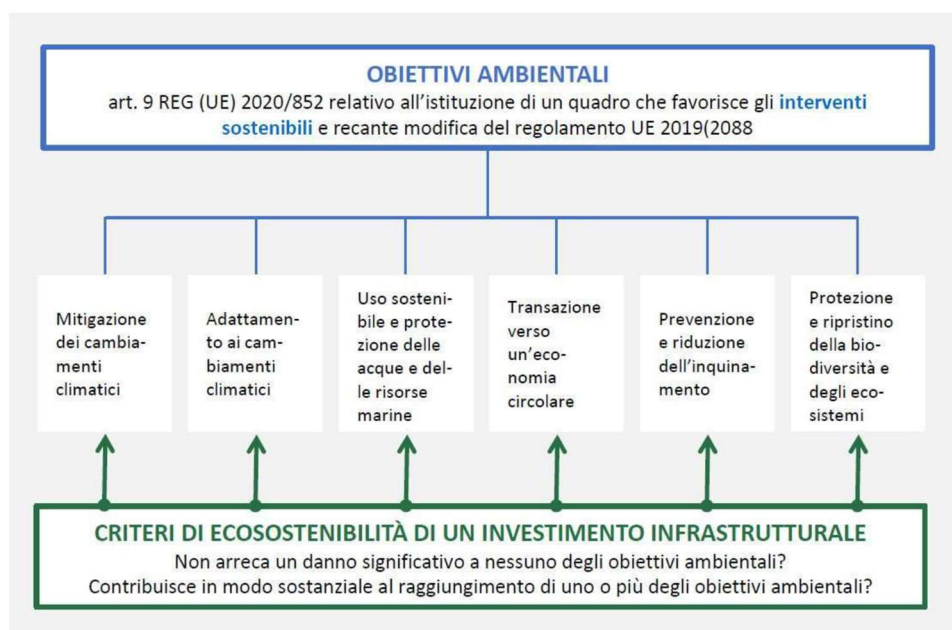 OBIETTIVI AMBIENTALI
art. 9 REG (UE) 2020/852 relativo all'istituzione di un quadro che favorisce gli interventi
sostenibili e recante modifica del regolamento UE 2019(2088
Mitigazione
dei cambia-
menti
climatici
Adattamen-
to ai cam-
biamenti
climatici
Uso sosteni-
bile e prote-
zione delle
acque e del-
le risorse
marine
Transazione
verso
un'eco-
nomia
circolare
Prevenzione
e riduzione
dell'inquina-
mento
Protezione
e ripristino
della bio-
diversità e
degli eco-
sistemi
CRITERI DI ECOSOSTENIBILITÀ DI UN INVESTIMENTO INFRASTRUTTURALE
Non arreca un danno significativo a nessuno degli obiettivi ambientali?
Contribuisce in modo sostanziale al raggiungimento di uno o più degli obiettivi ambientali?